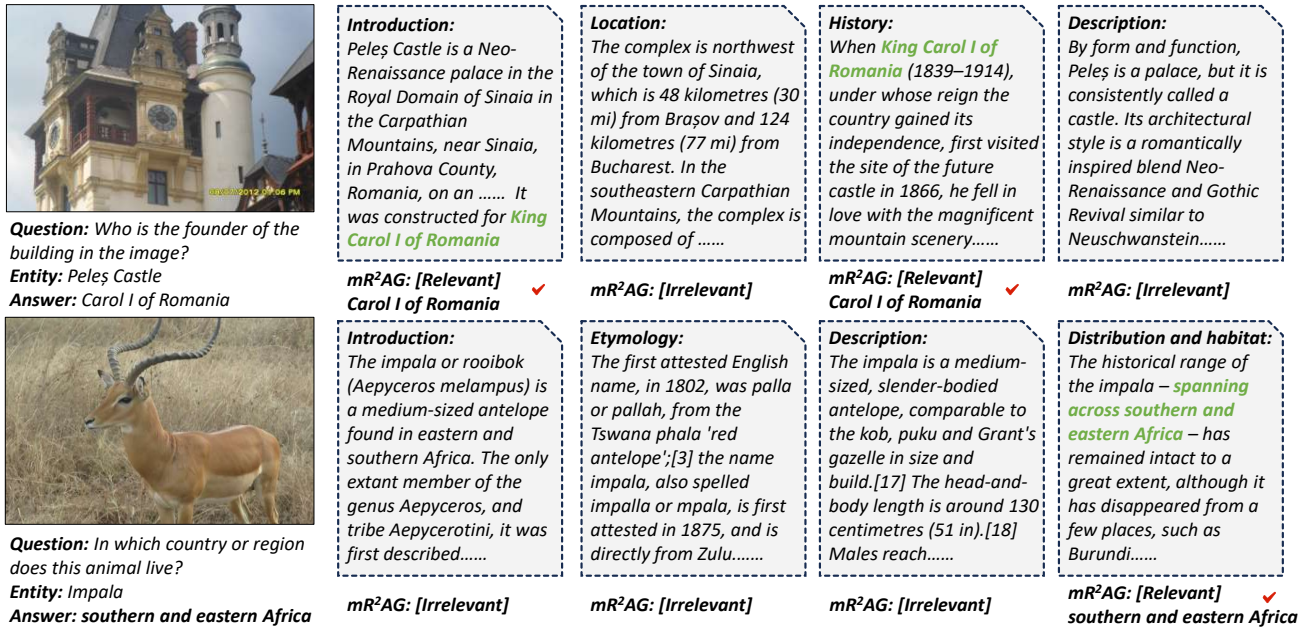 08/07/2012 01:06 PM
Question: Who is the founder of the
building in the image?
Entity: Peleș Castle
Answer: Carol I of Romania
Introduction:
Peleș Castle is a Neo-
Renaissance palace in the
Royal Domain of Sinaia in
the Carpathian
Mountains, near Sinaia,
in Prahova County,
Romania, on an …… It
was constructed for King
Carol I of Romania
mR²AG: [Relevant]
Carol I of Romania
Location:
The complex is northwest
of the town of Sinaia,
which is 48 kilometres (30
mi) from Brașov and 124
kilometres (77 mi) from
Bucharest. In the
southeastern Carpathian
Mountains, the complex is
composed of ……
mR²AG: [Irrelevant]
History:
When King Carol I of
Romania (1839–1914),
under whose reign the
country gained its
independence, first visited
the site of the future
castle in 1866, he fell in
love with the magnificent
mountain scenery……
mR²AG: [Relevant]
Carol I of Romania
Description:
By form and function,
Peleș is a palace, but it is
consistently called a
castle. Its architectural
style is a romantically
inspired blend Neo-
Renaissance and Gothic
Revival similar to
Neuschwanstein……
mR²AG: [Irrelevant]
Question: In which country or region
does this animal live?
Entity: Impala
Answer: southern and eastern Africa
Introduction:
The impala or rooibok
(Aepyceros melampus) is
a medium-sized antelope
found in eastern and
southern Africa. The only
extant member of the
genus Aepyceros, and
tribe Aepycerotini, it was
first described……
mR²AG: [Irrelevant]
Etymology:
The first attested English
name, in 1802, was palla
or pallah, from the
Tswana phala 'red
antelope';[3] the name
impala, also spelled
impalla or mpala, is first
attested in 1875, and is
directly from Zulu.……
mR²AG: [Irrelevant]
Description:
The impala is a medium-
sized, slender-bodied
antelope, comparable to
the kob, puku and Grant's
gazelle in size and
build.[17] The head-and-
body length is around 130
centimetres (51 in).[18]
Males reach……
mR²AG: [Irrelevant]
Distribution and habitat:
The historical range of
the impala – spanning
across southern and
eastern Africa – has
remained intact to a
great extent, although it
has disappeared from a
few places, such as
Burundi……
mR²AG: [Relevant]
southern and eastern Africa